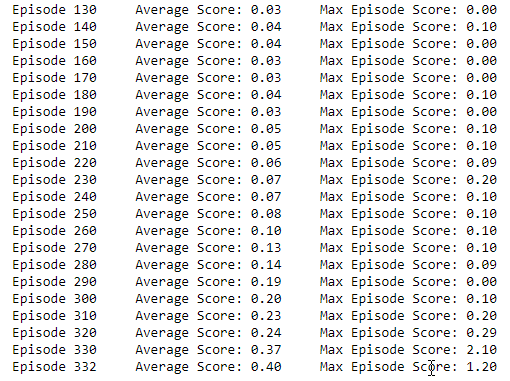 Episode 130 Average Score: 0.03 Max Episode Score: 0.00
Episode 140 Average Score: 0.04 Max Episode Score: 0.10
Episode 150 Average Score: 0.04 Max Episode Score: 0.00
Episode 160 Average Score: 0.03 Max Episode Score: 0.00
Episode 170 Average Score: 0.03 Max Episode Score: 0.00
Episode 180 Average Score: 0.04 Max Episode Score: 0.10
Episode 190 Average Score: 0.03 Max Episode Score: 0.00
Episode 200 Average Score: 0.05 Max Episode Score: 0.10
Episode 210 Average Score: 0.05 Max Episode Score: 0.10
Episode 220 Average Score: 0.06 Max Episode Score: 0.09
Episode 230 Average Score: 0.07 Max Episode Score: 0.20
Episode 240 Average Score: 0.07 Max Episode Score: 0.10
Episode 250 Average Score: 0.08 Max Episode Score: 0.10
Episode 260 Average Score: 0.10 Max Episode Score: 0.10
Episode 270 Average Score: 0.13 Max Episode Score: 0.10
Episode 280 Average Score: 0.14 Max Episode Score: 0.09
Episode 290 Average Score: 0.19 Max Episode Score: 0.00
Episode 300 Average Score: 0.20 Max Episode Score: 0.10
Episode 310 Average Score: 0.23 Max Episode Score: 0.20
Episode 320 Average Score: 0.24 Max Episode Score: 0.29
Episode 330 Average Score: 0.37 Max Episode Score: 2.10
Episode 332 Average Score: 0.40 Max Episode Score: 1.20